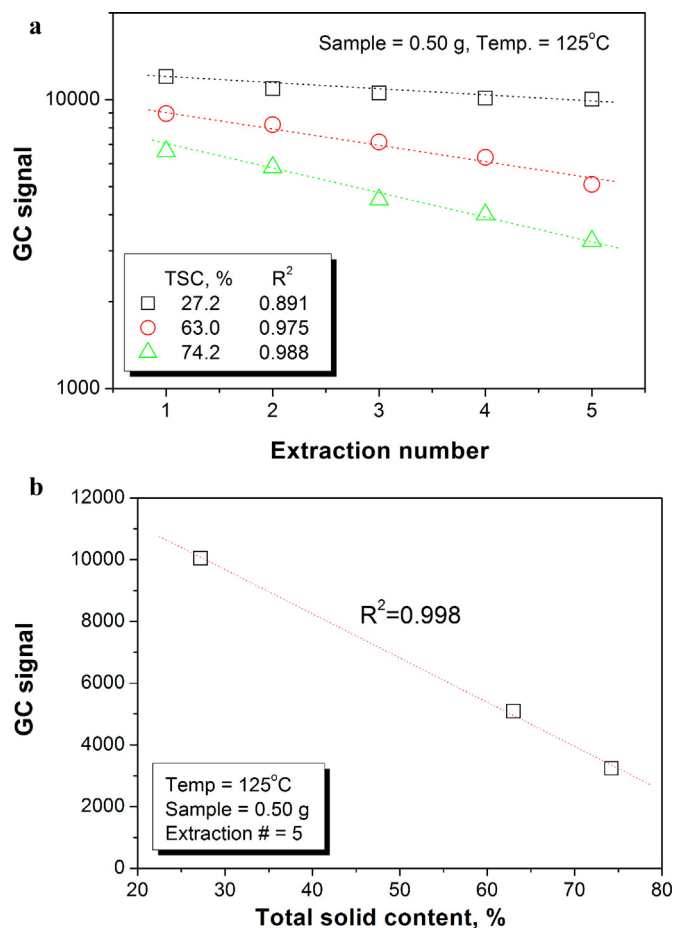 a
Sample = 0.50 g, Temp. = 125°C
10000
GC signal
TSC, % R²
27.2 0.891
63.0 0.975
74.2 0.988
1000
1 2 3 4 5
Extraction number
b
12000
10000
R²=0.998
8000
GC signal
6000
4000
Temp = 125°C
Sample = 0.50 g
2000
Extraction # = 5
0
20 30 40 50 60 70 80
Total solid content, %